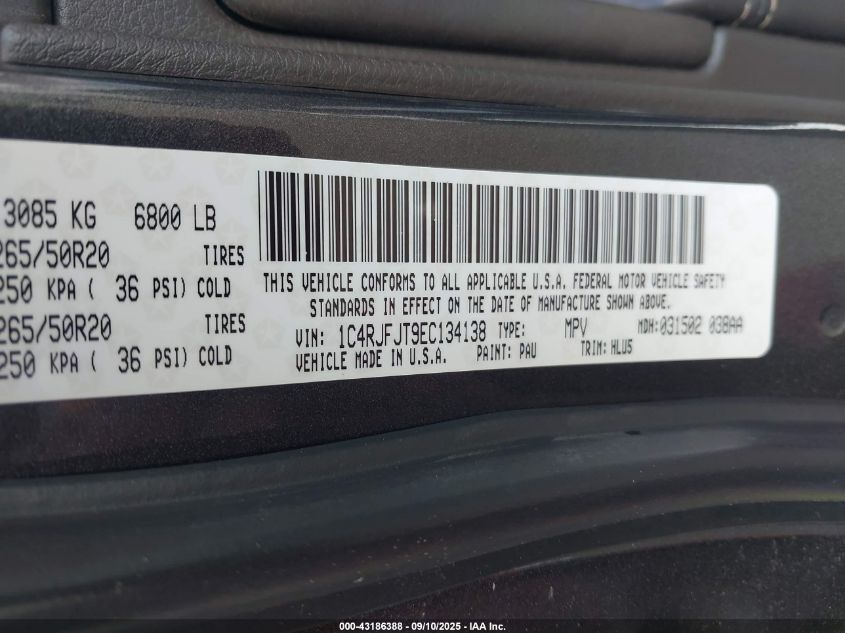 3085 KG 6800 LB
265/50R20 TIRES
250 KPA ( 36 PSI) COLD
265/50R20 TIRES
250 KPA ( 36 PSI) COLD
THIS VEHICLE CONFORMS TO ALL APPLICABLE U.S.A. FEDERAL MOTOR VEHICLE SAFETY
STANDARDS IN EFFECT ON THE DATE OF MANUFACTURE SHOWN ABOVE.
VIN: 1C4RJFJT9EC134138 TYPE: MPV MDH:031502 038AA
VEHICLE MADE IN U.S.A. PAINT: PAU TRIM: HLU5
000-43186388 - 09/10/2025 - IAA Inc.